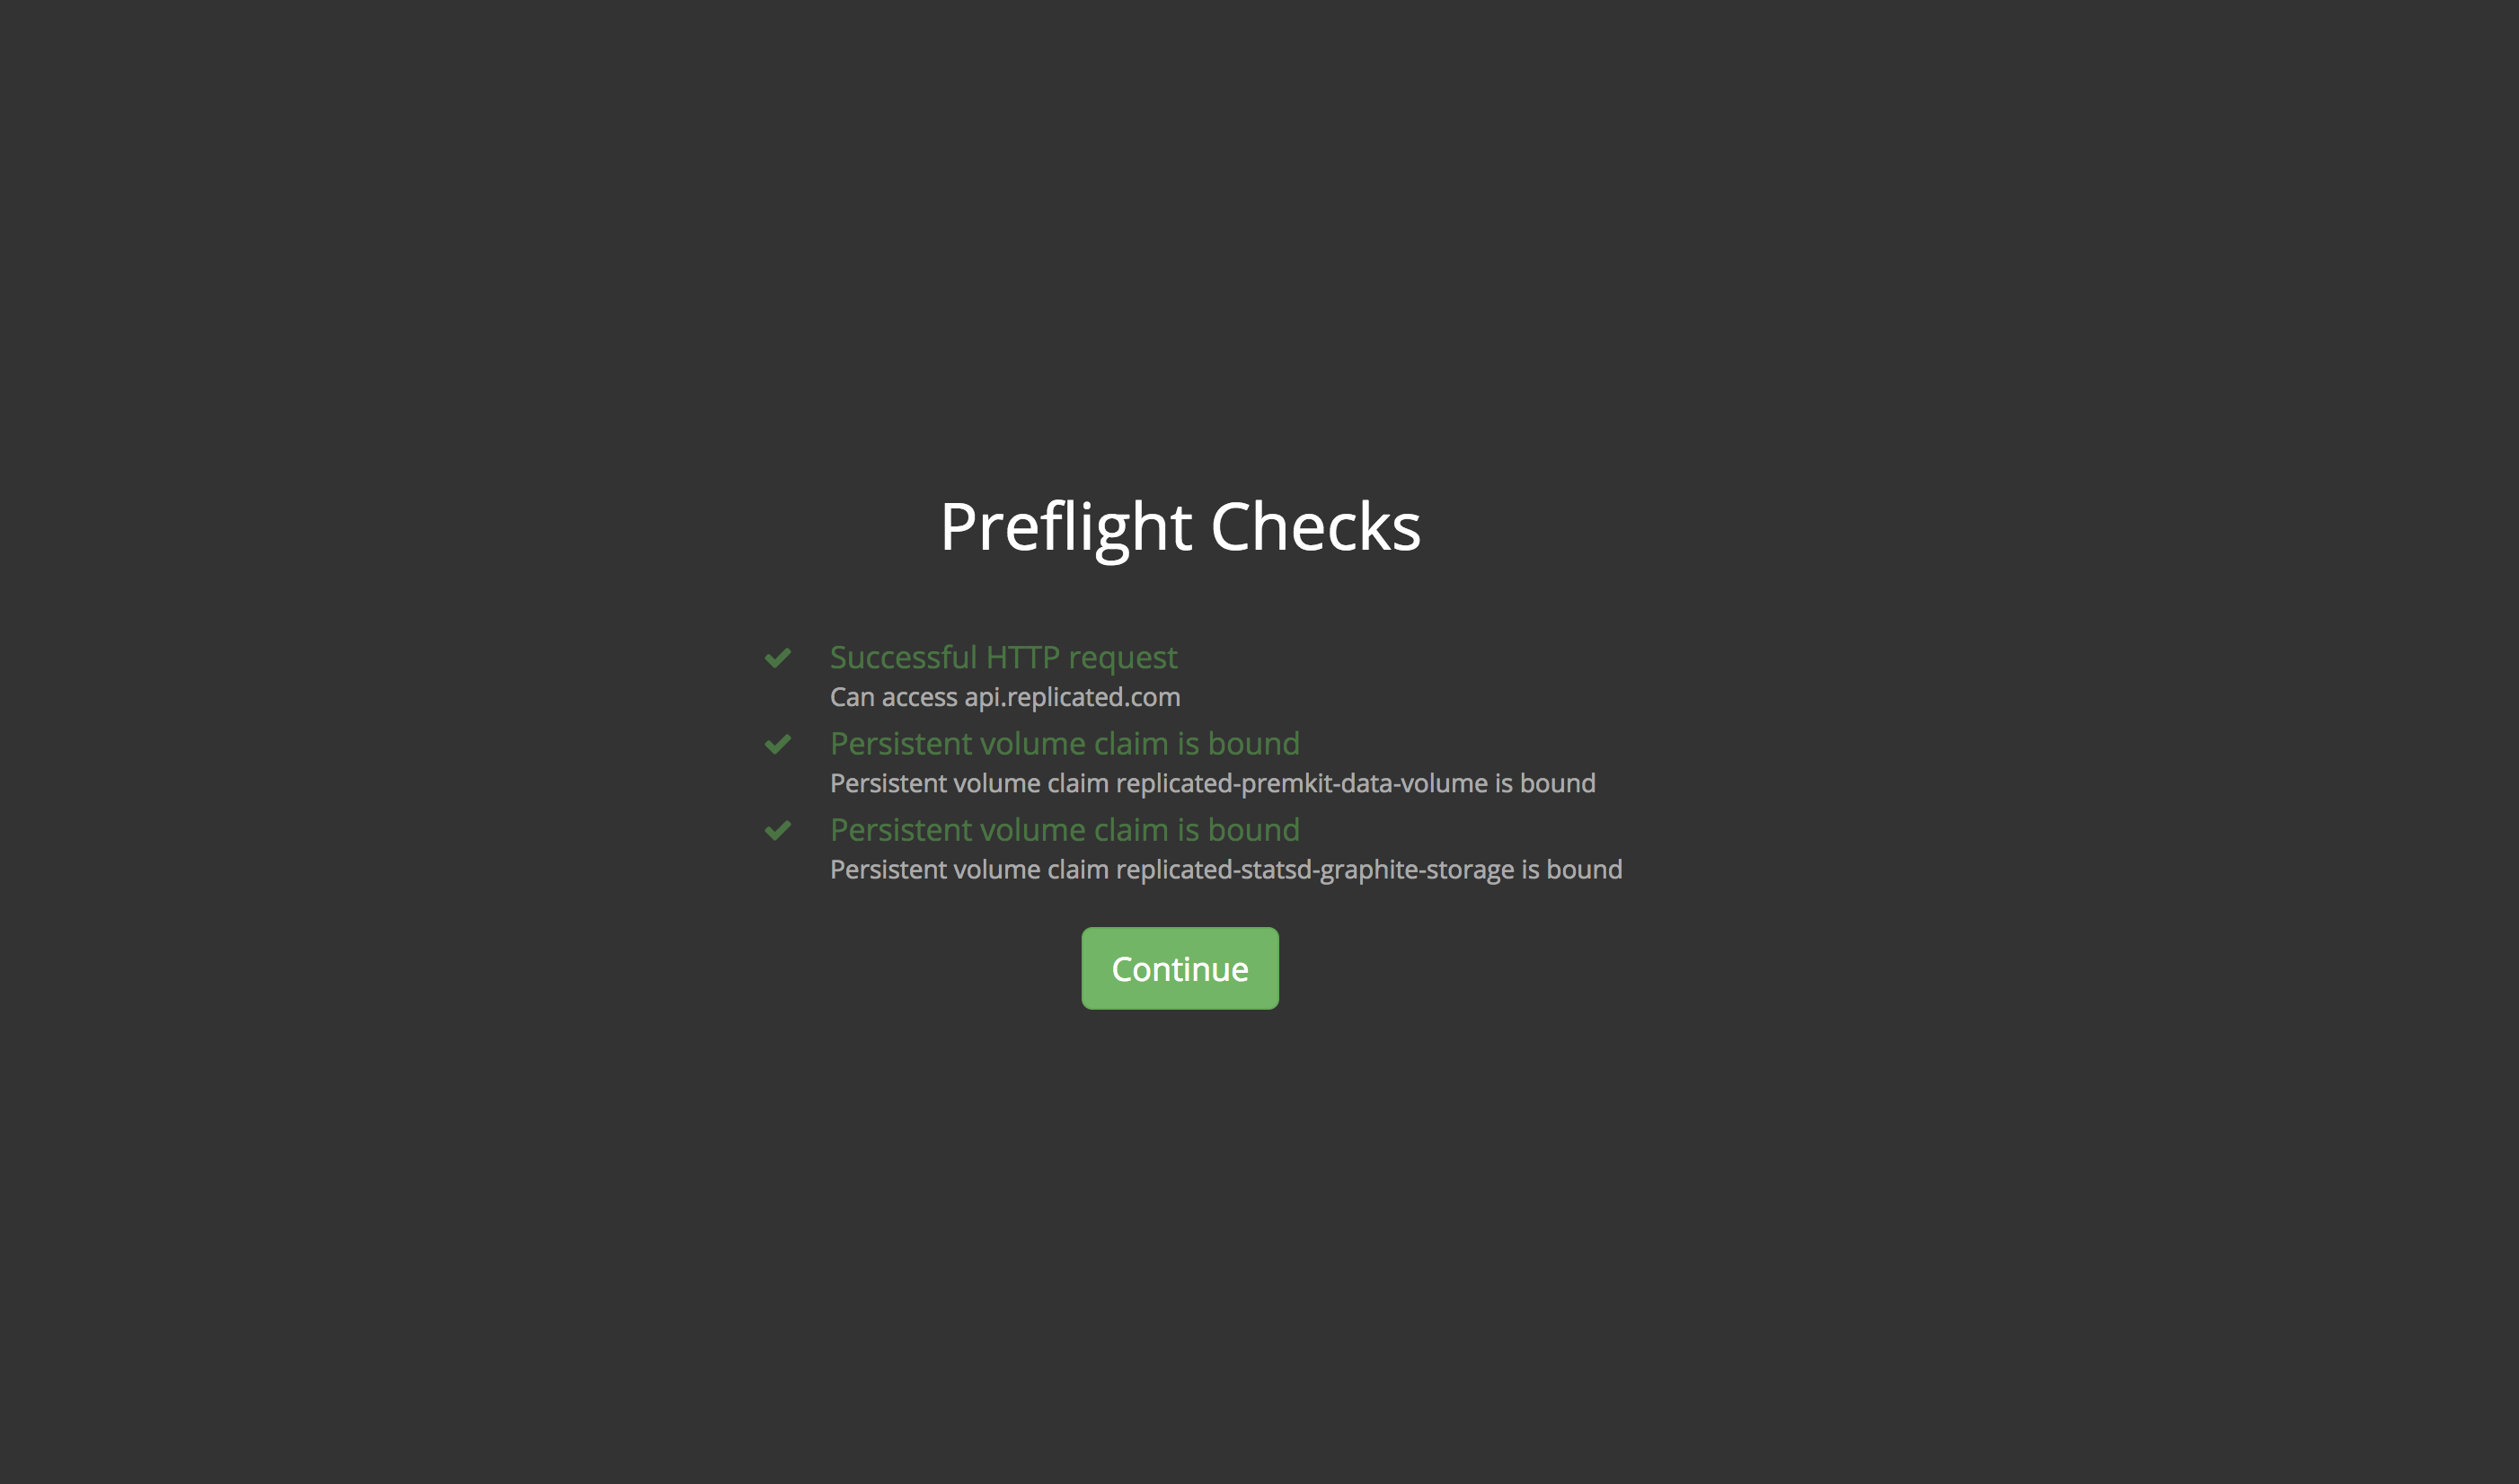 Preflight Checks
Successful HTTP request
Can access api.replicated.com
Persistent volume claim is bound
Persistent volume claim replicated-premkit-data-volume is bound
Persistent volume claim is bound
Persistent volume claim replicated-statsd-graphite-storage is bound
Continue